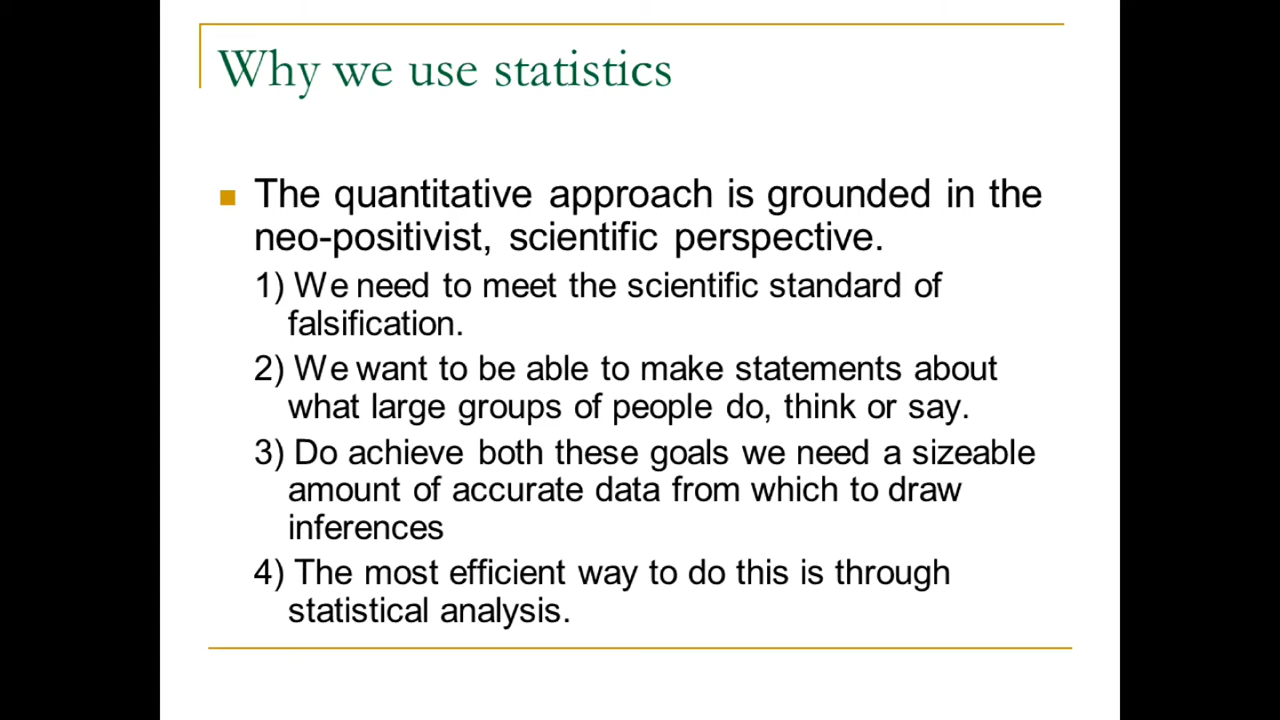 Why we use statistics
The quantitative approach is grounded in the
neo-positivist, scientific perspective.
1) We need to meet the scientific standard of
falsification.
2) We want to be able to make statements about
what large groups of people do, think or say.
3) Do achieve both these goals we need a sizeable
amount of accurate data from which to draw
inferences
4) The most efficient way to do this is through
statistical analysis.